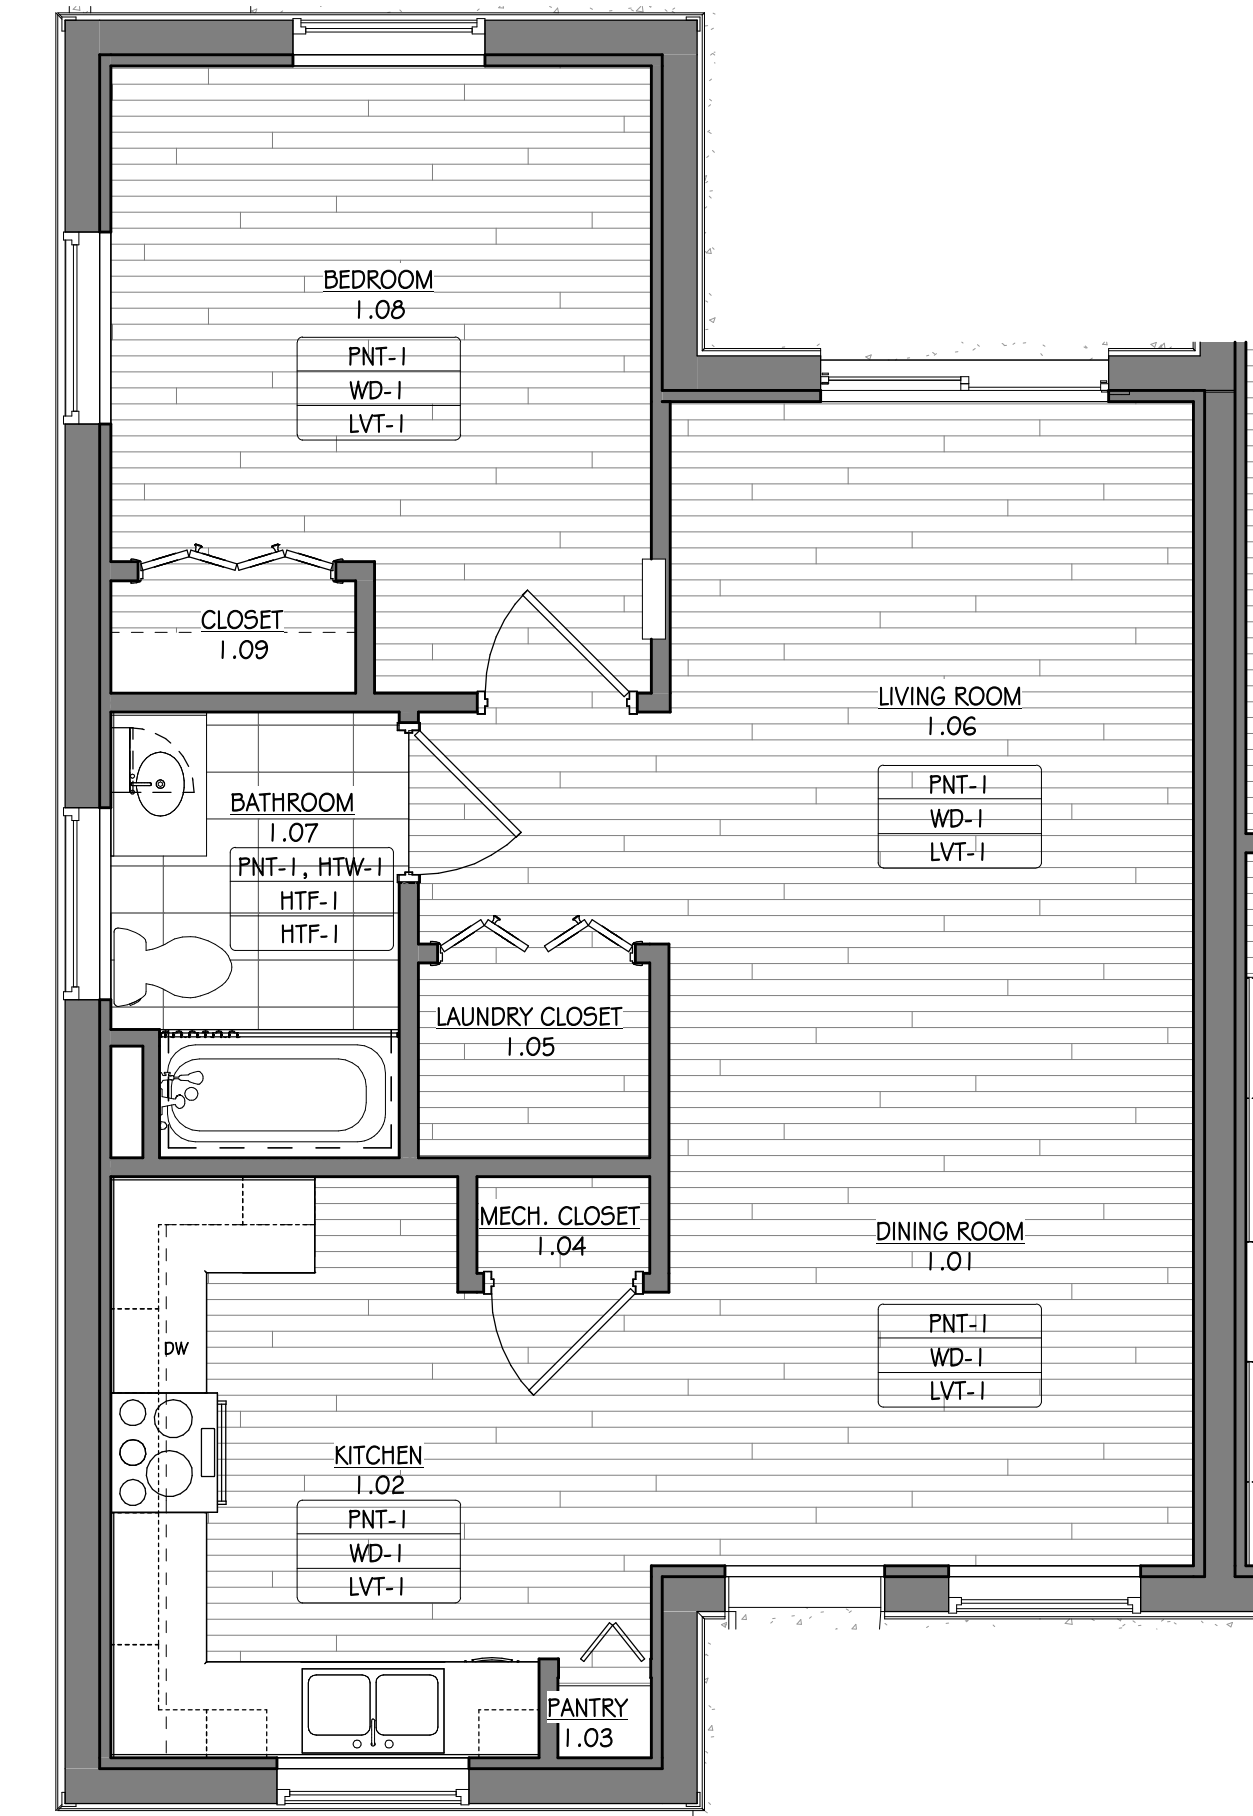 BEDROOM
1.08
PNT-1
WD-1
LVT-1
CLOSET
1.09
LIVING ROOM
1.06
PNT-1
WD-1
LVT-1
BATHROOM
1.07
PNT-1, HTW-1
HTF-1
HTF-1
LAUNDRY CLOSET
1.05
MECH. CLOSET
1.04
DINING ROOM
1.01
PNT-1
WD-1
LVT-1
DW
KITCHEN
1.02
PNT-1
WD-1
LVT-1
PANTRY
1.03